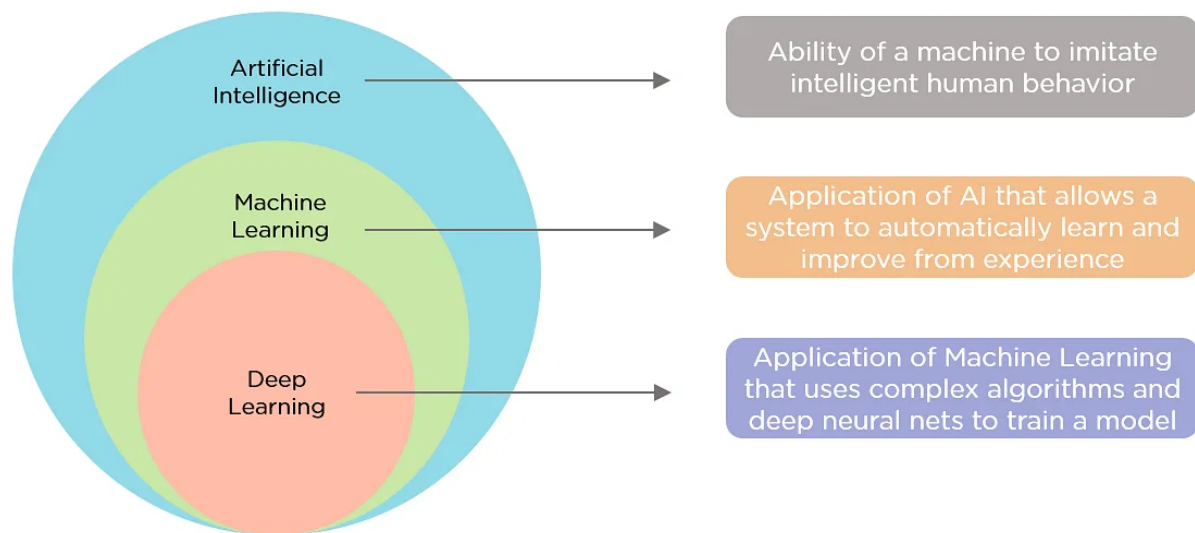 Artificial
Intelligence
Ability of a machine to imitate
intelligent human behavior
Machine
Learning
Application of AI that allows a
system to automatically learn and
improve from experience
Deep
Learning
Application of Machine Learning
that uses complex algorithms and
deep neural nets to train a model